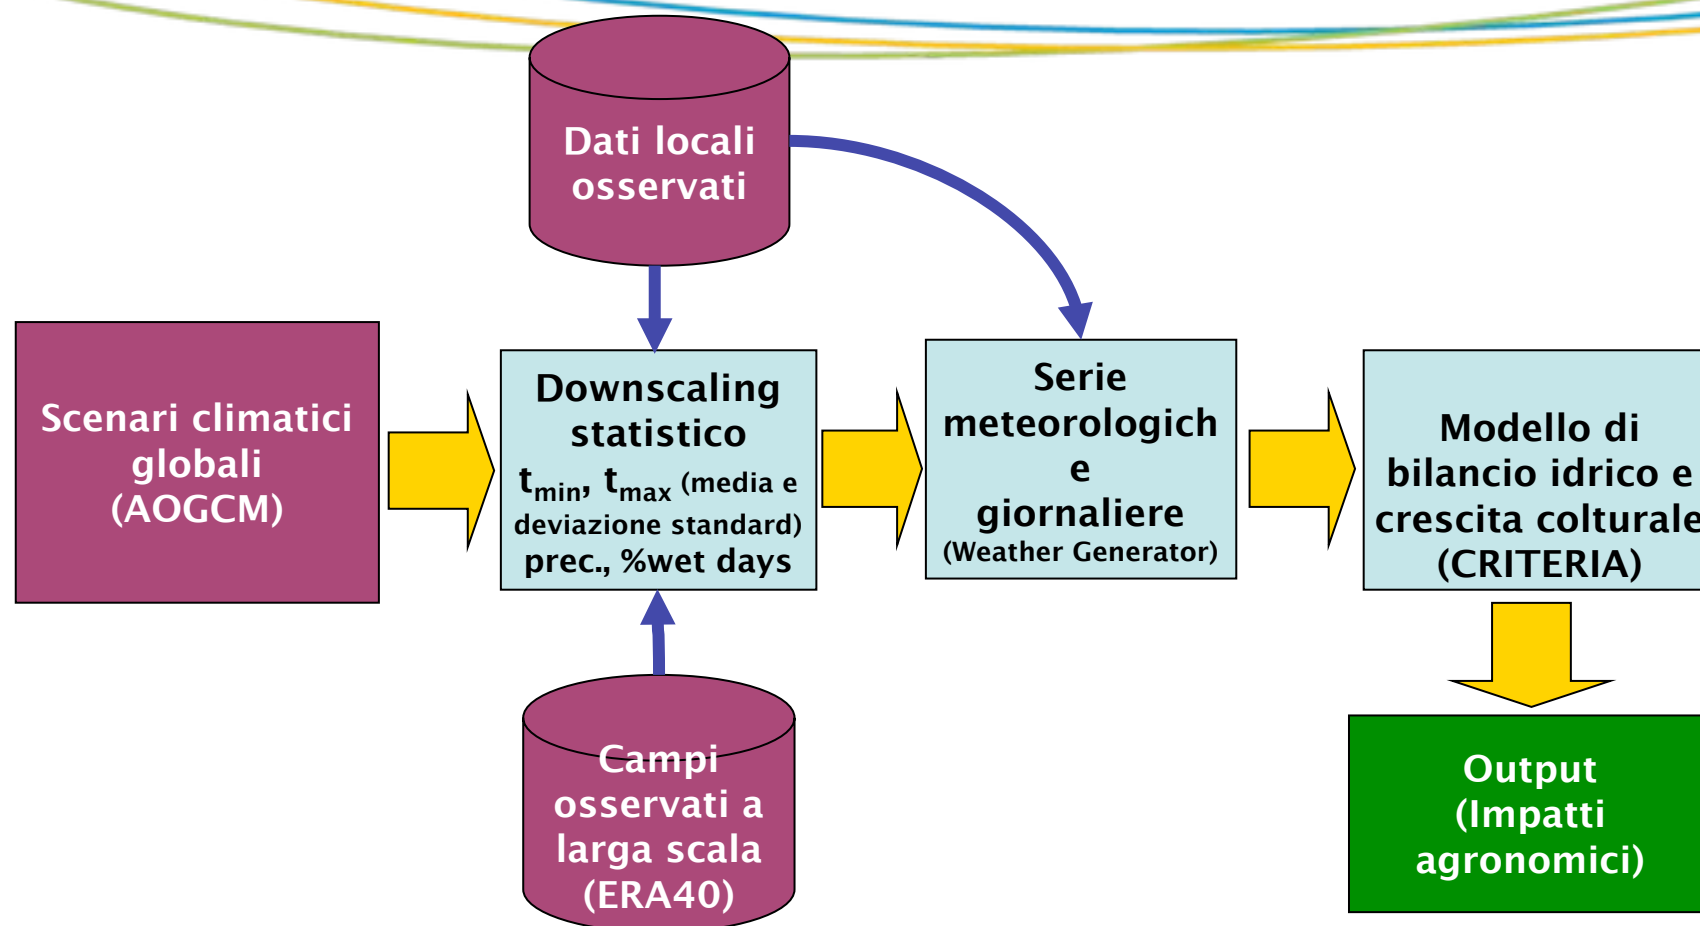 Dati locali
osservati
Scenari climatici
globali
(AOGCM)
Downscaling
statistico
tmin, tmax (media e
deviazione standard)
prec., %wet days
Serie
meteorologich
e
giornaliere
(Weather Generator)
Modello di
bilancio idrico e
crescita colturale
(CRITERIA)
Campi
osservati a
larga scala
(ERA40)
Output
(Impatti
agronomici)